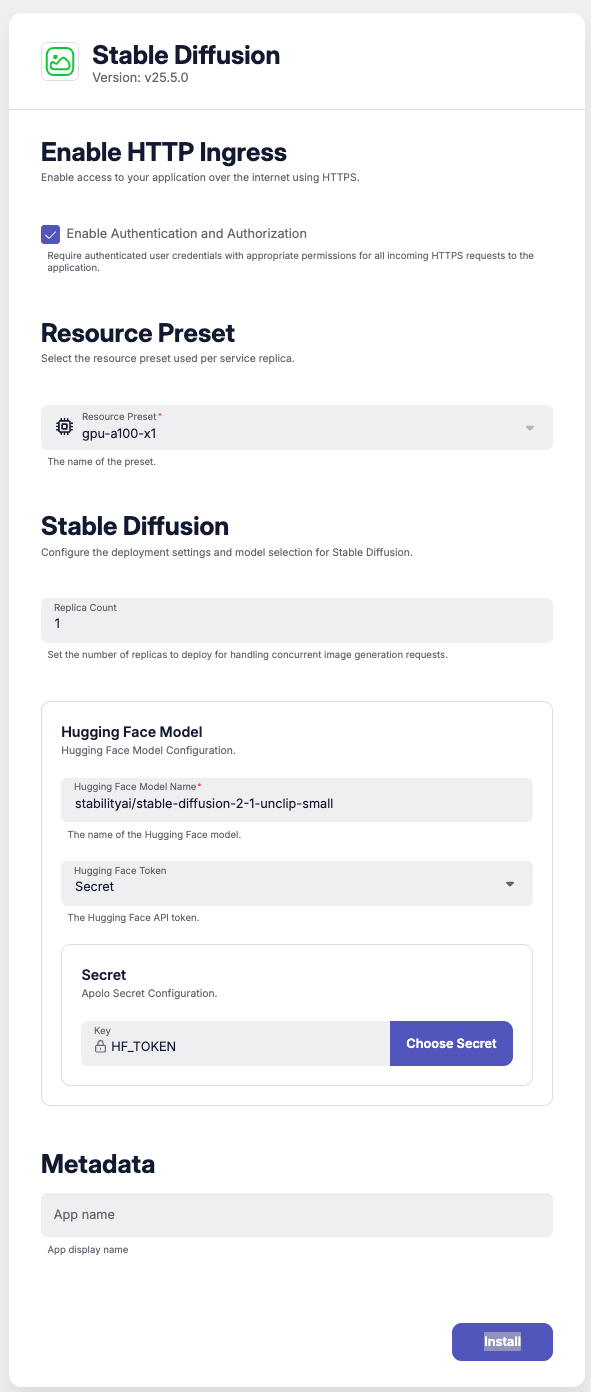 Stable Diffusion
Version: v25.5.0
Enable HTTP Ingress
Enable access to your application over the internet using HTTPS.
Enable Authentication and Authorization
Require authenticated user credentials with appropriate permissions for all incoming HTTPS requests to the
application.
Resource Preset
Select the resource preset used per service replica.
Resource Preset*
gpu-a100-x1
The name of the preset.
Stable Diffusion
Configure the deployment settings and model selection for Stable Diffusion.
Replica Count
1
Set the number of replicas to deploy for handling concurrent image generation requests.
Hugging Face Model
Hugging Face Model Configuration.
Hugging Face Model Name*
stabilityai/stable-diffusion-2-1-unclip-small
The name of the Hugging Face model.
Hugging Face Token
Secret
The Hugging Face API token.
Secret
Apolo Secret Configuration.
Key
HF_TOKEN
Choose Secret
Metadata
App name
App display name
Install